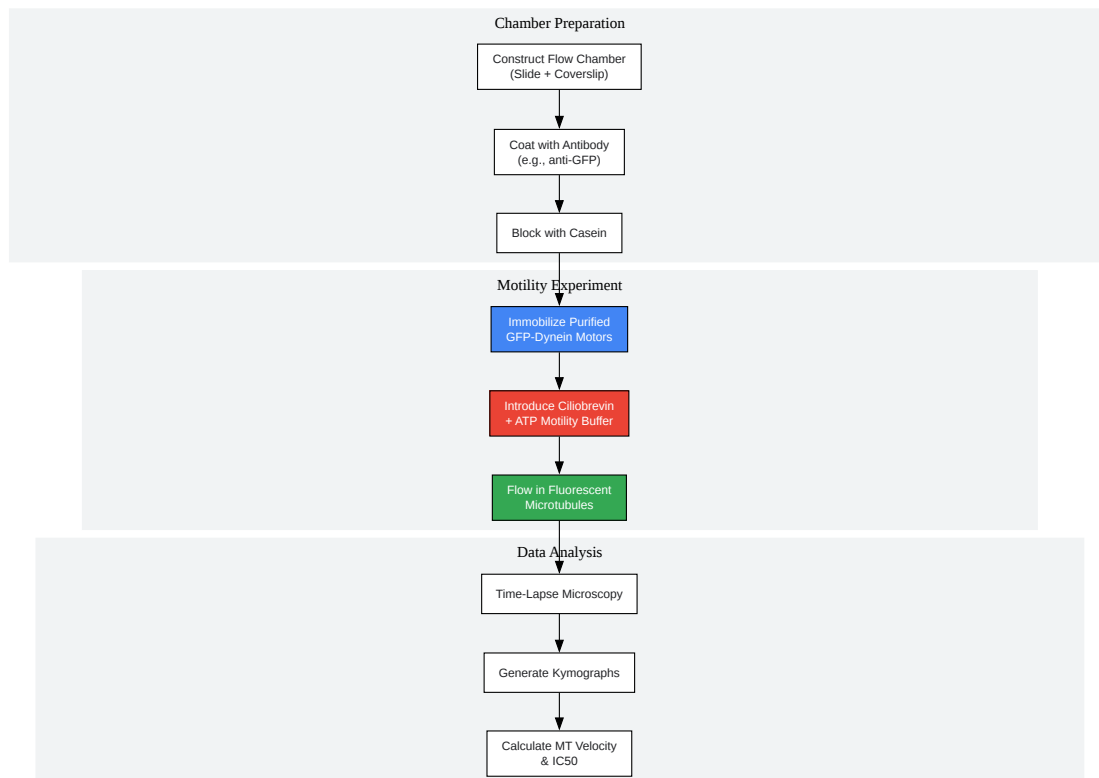 Chamber Preparation
Construct Flow Chamber
(Slide + Coverslip)
Coat with Antibody
(e.g., anti-GFP)
Block with Casein
Motility Experiment
Immobilize Purified
GFP-Dynein Motors
Introduce Ciliobrevin
+ ATP Motility Buffer
Flow in Fluorescent
Microtubules
Data Analysis
Time-Lapse Microscopy
Generate Kymographs
Calculate MT Velocity
& IC50